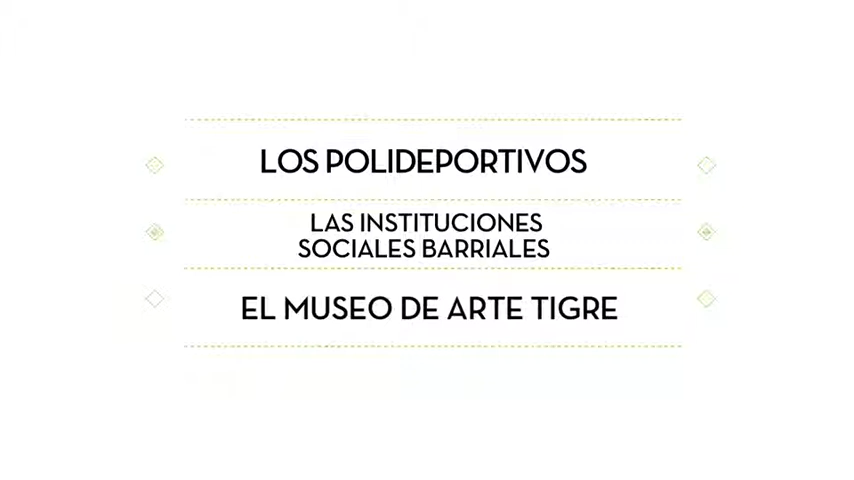 LOS POLIDEPORTIVOS
LAS INSTITUCIONES
SOCIALES BARRIALES
EL MUSEO DE ARTE TIGRE